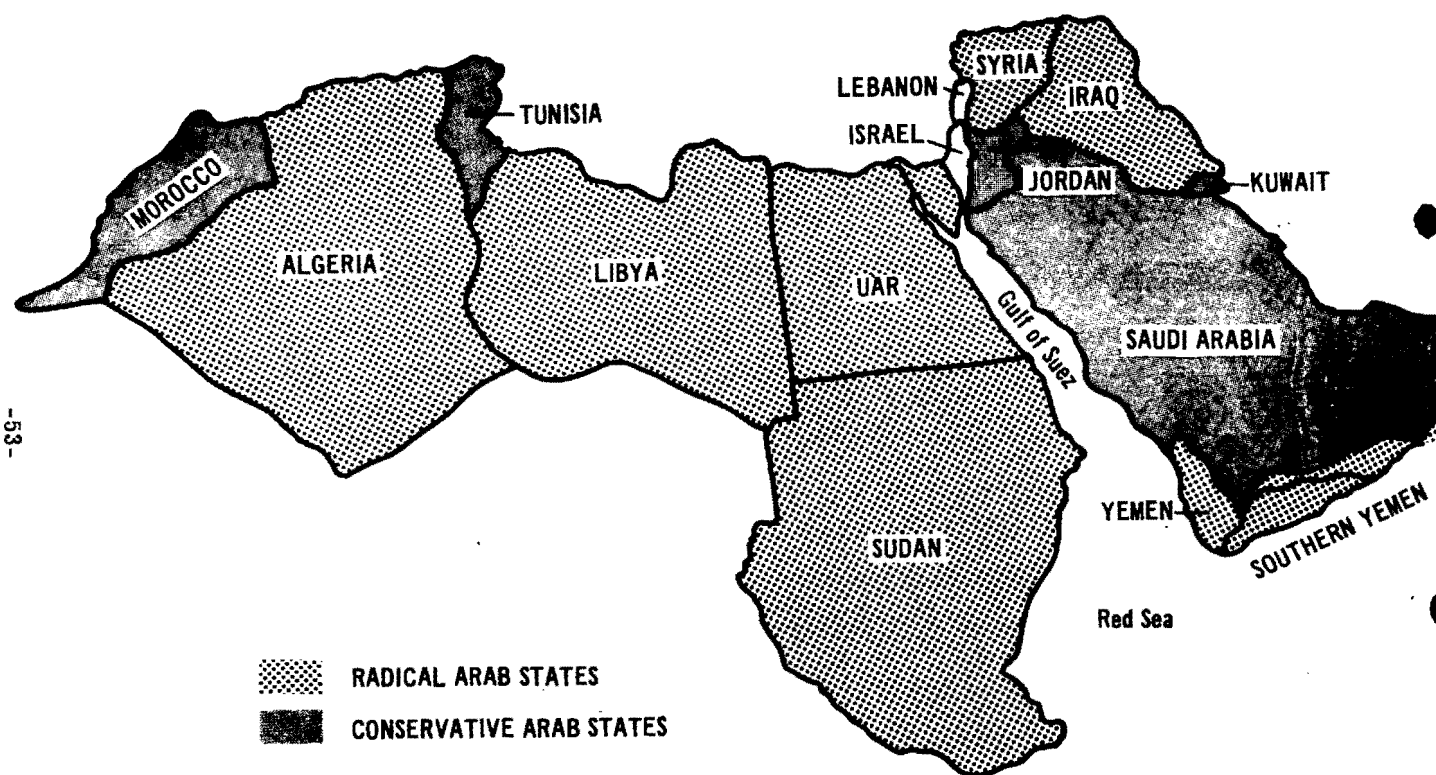 SYRIA
LEBANON
IRAQ
TUNISIA
ISRAEL
JORDAN
KUWAIT
MOROCCO
ALGERIA
LIBYA
UAR
Gulf of Suez
SAUDI ARABIA
-53-
YEMEN
SUDAN
SOUTHERN YEMEN
Red Sea
RADICAL ARAB STATES
CONSERVATIVE ARAB STATES